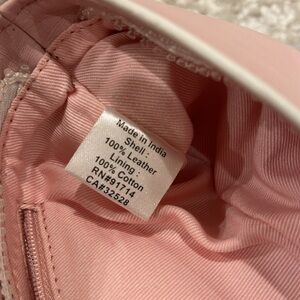 Made in India
Shell :
100% Leather
Lining :
100% Cotton
RN#91714
CA#32528